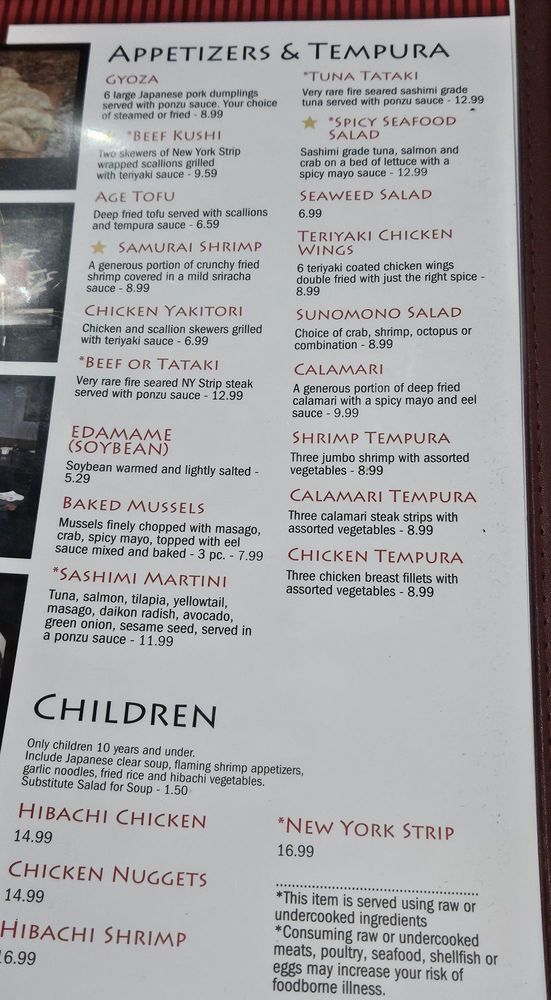 APPETIZERS & TEMPURA
GYOZA
6 large Japanese pork dumplings
served with ponzu sauce. Your choice
of steamed or fried - 8.99
*BEEF KUSHI
Two skewers of New York Strip
wrapped scallions grilled
with teriyaki sauce - 9.59
AGE TOFU
Deep fried tofu served with scallions
and tempura sauce - 6.59
SAMURAI SHRIMP
A generous portion of crunchy fried
shrimp covered in a mild sriracha
sauce - 8.99
CHICKEN YAKITORI
Chicken and scallion skewers grilled
with teriyaki sauce - 6.99
*BEEF OR TATAKI
Very rare fire seared NY Strip steak
served with ponzu sauce - 12.99
EDAMAME
(SOYBEAN)
Soybean warmed and lightly salted -
5.29
BAKED MUSSELS
Mussels finely chopped with masago,
crab, spicy mayo, topped with eel
sauce mixed and baked - 3 pc. - 7.99
*SASHIMI MARTINI
Tuna, salmon, tilapia, yellowtail,
masago, daikon radish, avocado,
green onion, sesame seed, served in
a ponzu sauce - 11.99
*TUNA TATAKI
Very rare fire seared sashimi grade
tuna served with ponzu sauce - 12.99
*SPICY SEAFOOD
SALAD
Sashimi grade tuna, salmon and
crab on a bed of lettuce with a
spicy mayo sauce - 12.99
SEAWEED SALAD
6.99
TERIYAKI CHICKEN
WINGS
6 teriyaki coated chicken wings
double fried with just the right spice -
8.99
SUNOMONO SALAD
Choice of crab, shrimp, octopus or
combination - 8.99
CALAMARI
A generous portion of deep fried
calamari with a spicy mayo and eel
sauce - 9.99
SHRIMP TEMPURA
Three jumbo shrimp with assorted
vegetables - 8.99
CALAMARI TEMPURA
Three calamari steak strips with
assorted vegetables - 8.99
CHICKEN TEMPURA
Three chicken breast fillets with
assorted vegetables - 8.99
CHILDREN
Only children 10 years and under.
Include Japanese clear soup, flaming shrimp appetizers,
garlic noodles, fried rice and hibachi vegetables.
Substitute Salad for Soup - 1.50
HIBACHI CHICKEN
14.99
CHICKEN NUGGETS
14.99
HIBACHI SHRIMP
16.99
*NEW YORK STRIP
16.99
*This item is served using raw or
undercooked ingredients
*Consuming raw or undercooked
meats, poultry, seafood, shellfish or
eggs may increase your risk of
foodborne illness.